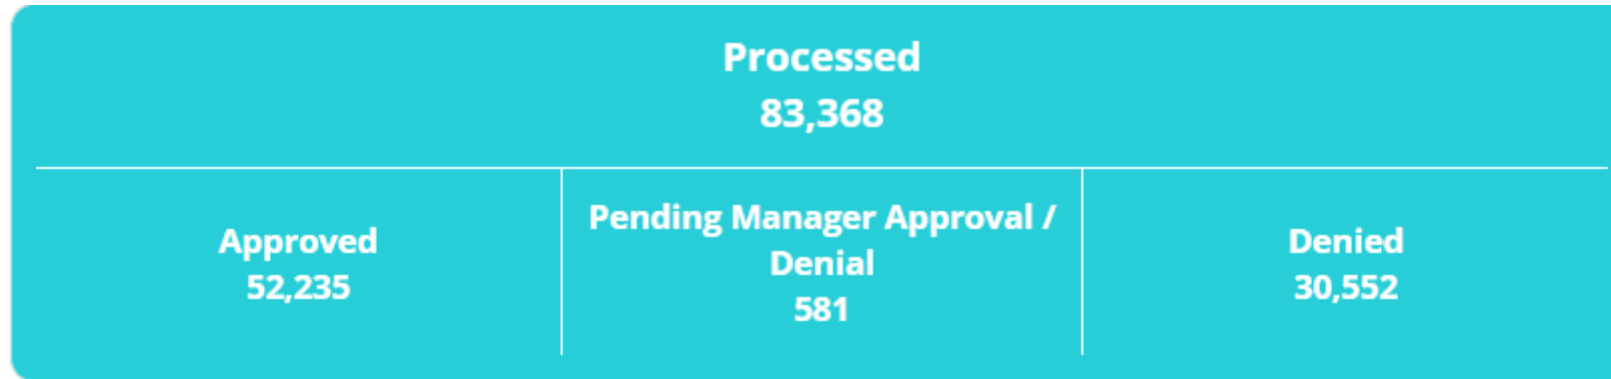 Processed
83,368
Approved
52,235
Pending Manager Approval /
Denial
581
Denied
30,552